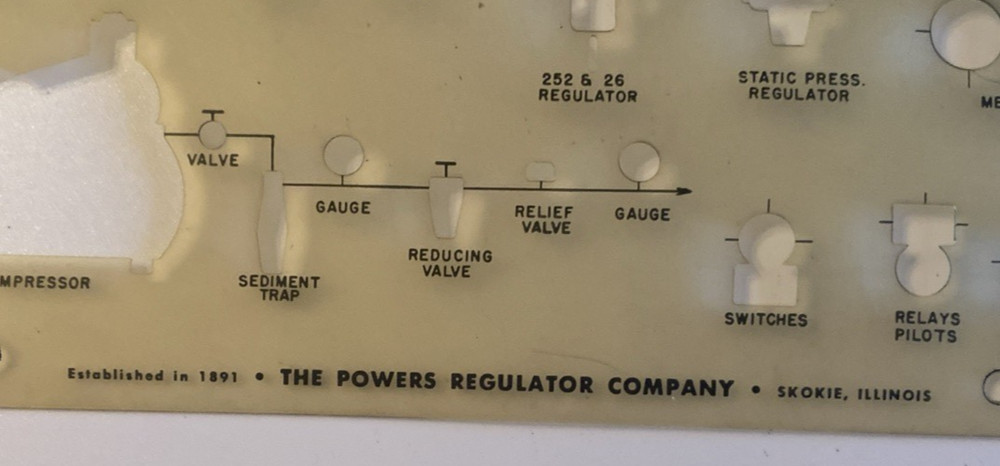 252 & 26
REGULATOR
STATIC PRESS.
REGULATOR
VALVE
GAUGE
RELIEF
VALVE
GAUGE
REDUCING
VALVE
MPRESSOR
SEDIMENT
TRAP
SWITCHES
RELAYS
PILOTS
Established in 1891 • THE POWERS REGULATOR COMPANY • SKOKIE, ILLINOIS